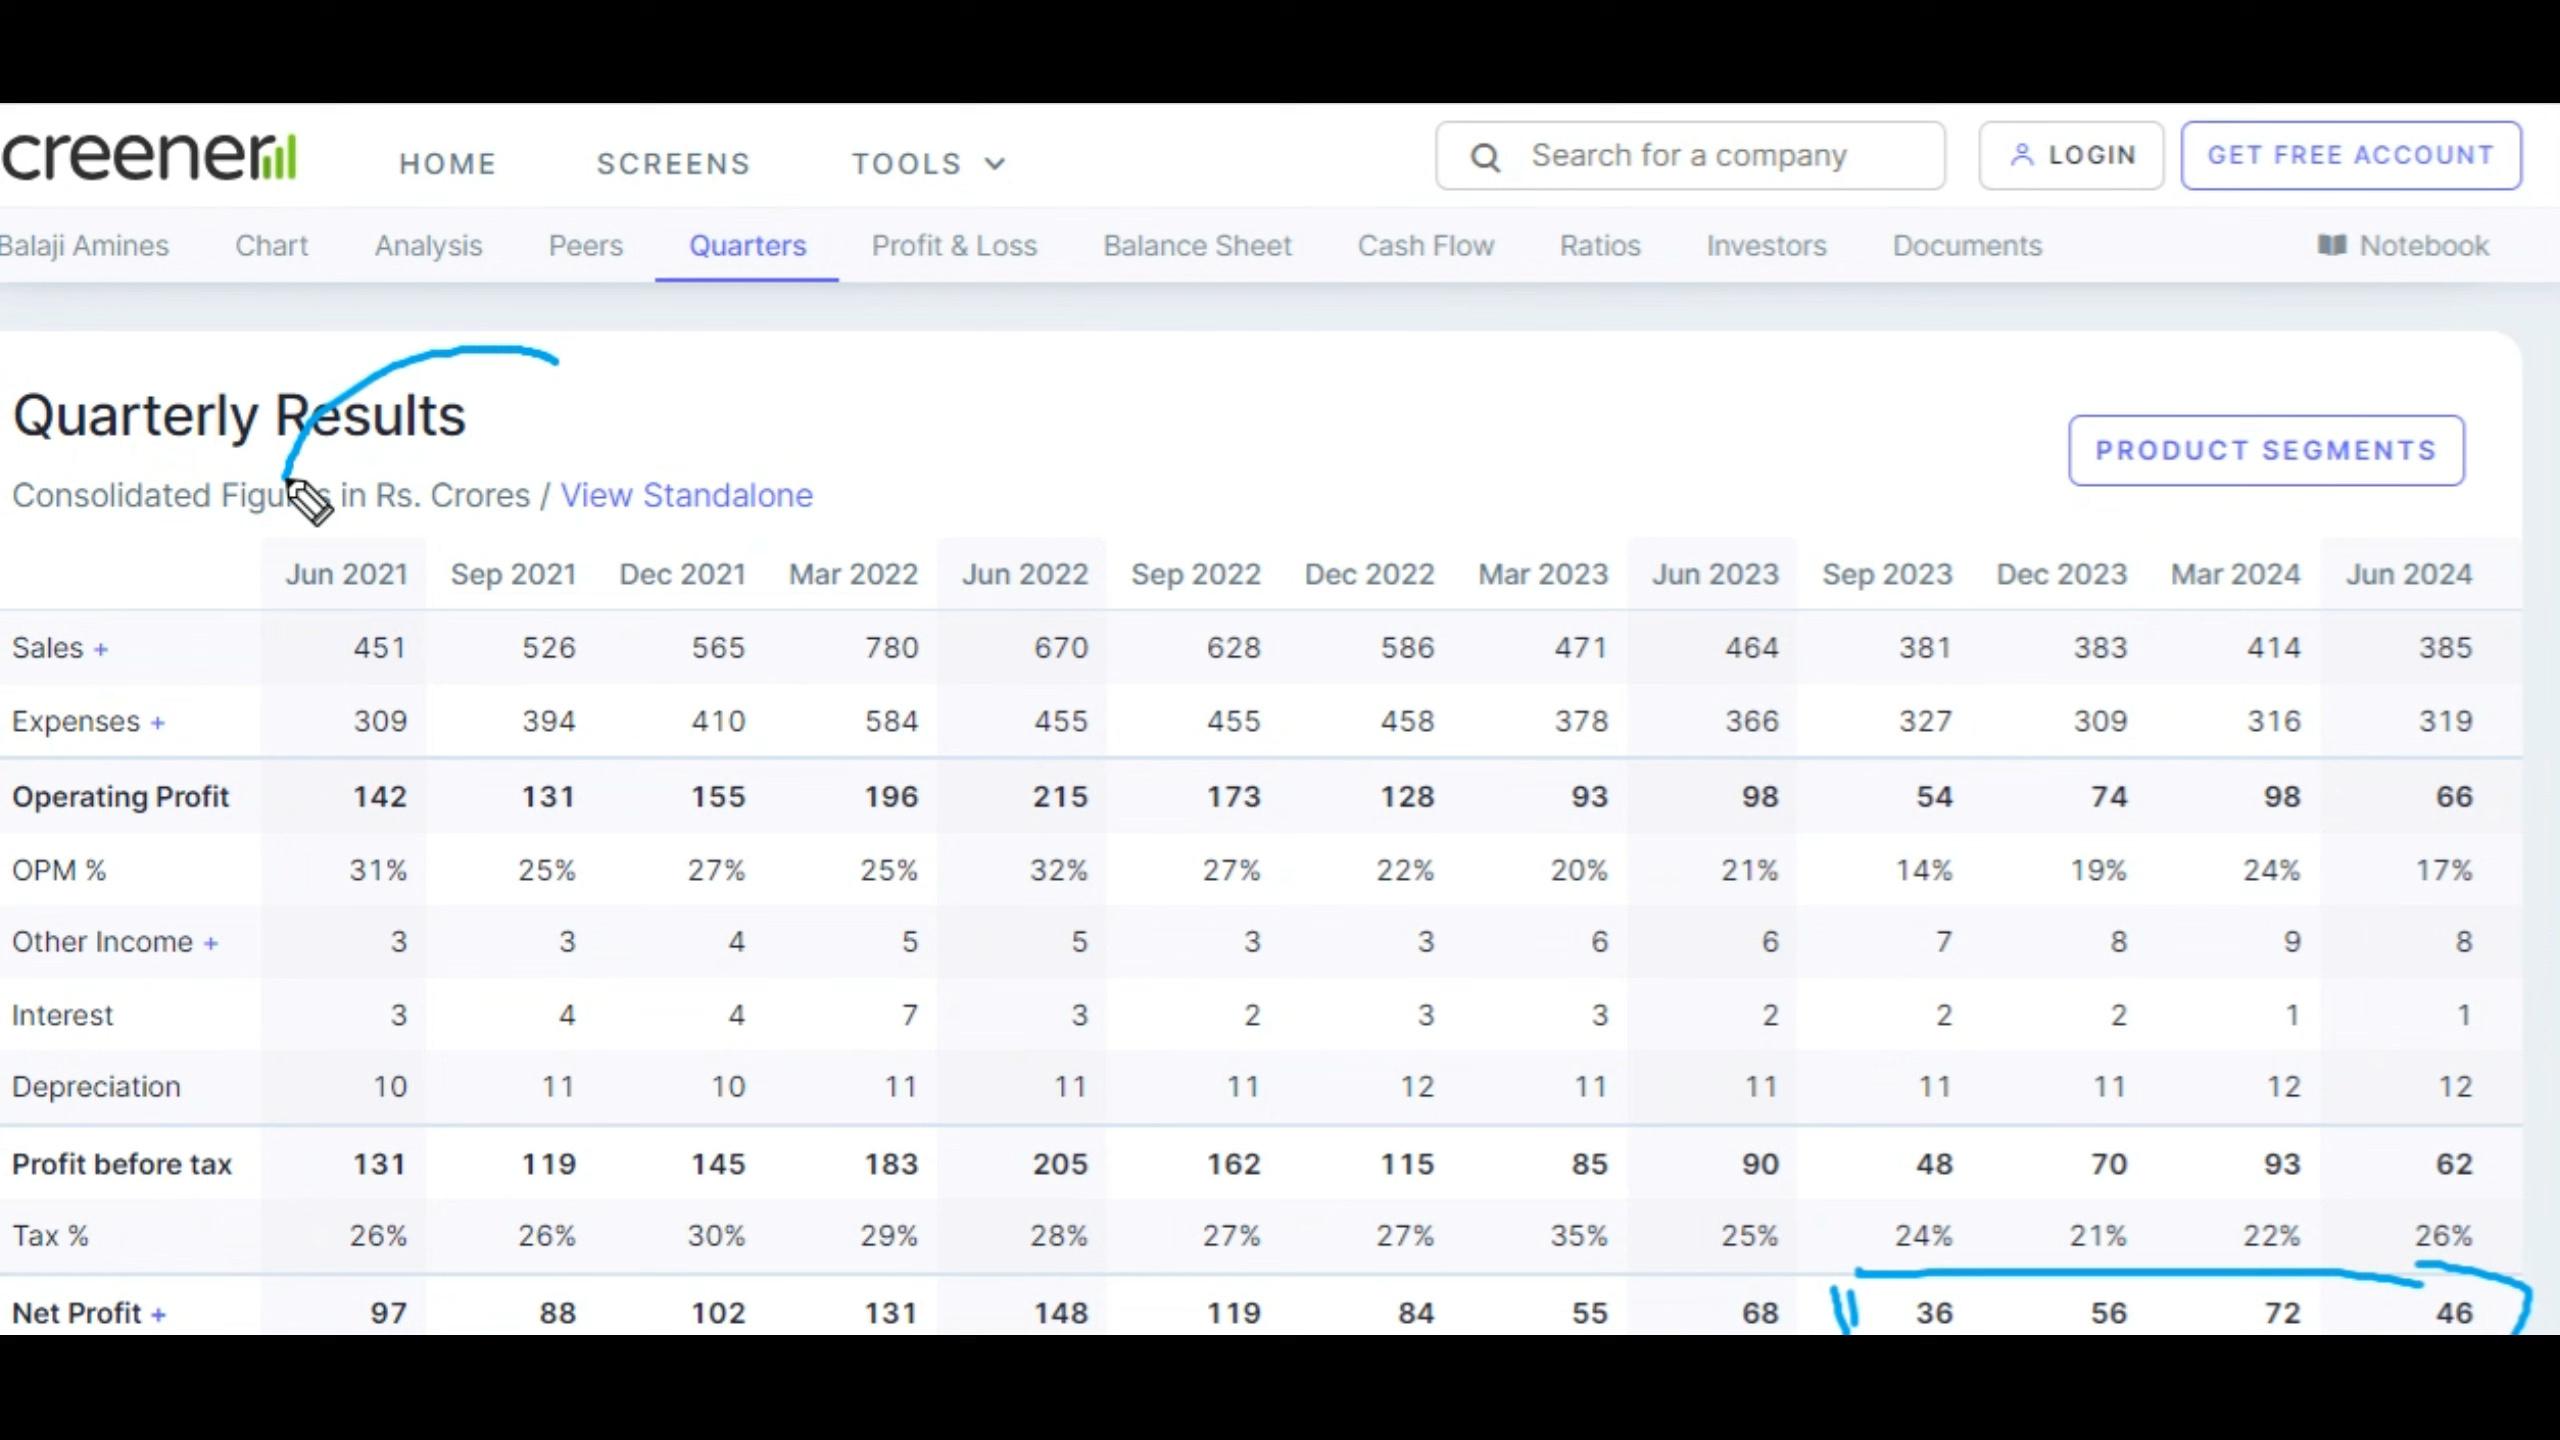 creener
HOME SCREENS TOOLS Search for a company LOGIN GET FREE ACCOUNT
Balaji Amines Chart Analysis Peers Quarters Profit & Loss Balance Sheet Cash Flow Ratios Investors Documents Notebook
Quarterly Results
PRODUCT SEGMENTS
Consolidated Figures in Rs. Crores / View Standalone
Jun 2021 Sep 2021 Dec 2021 Mar 2022 Jun 2022 Sep 2022 Dec 2022 Mar 2023 Jun 2023 Sep 2023 Dec 2023 Mar 2024 Jun 2024
Sales + 451 526 565 780 670 628 586 471 464 381 383 414 385
Expenses + 309 394 410 584 455 455 458 378 366 327 309 316 319
Operating Profit 142 131 155 196 215 173 128 93 98 54 74 98 66
OPM % 31% 25% 27% 25% 32% 27% 22% 20% 21% 14% 19% 24% 17%
Other Income + 3 3 4 5 5 3 3 6 6 7 8 9 8
Interest 3 4 4 7 3 2 3 3 2 2 2 1 1
Depreciation 10 11 10 11 11 11 12 11 11 11 11 12 12
Profit before tax 131 119 145 183 205 162 115 85 90 48 70 93 62
Tax % 26% 26% 30% 29% 28% 27% 27% 35% 25% 24% 21% 22% 26%
Net Profit + 97 88 102 131 148 119 84 55 68 36 56 72 46